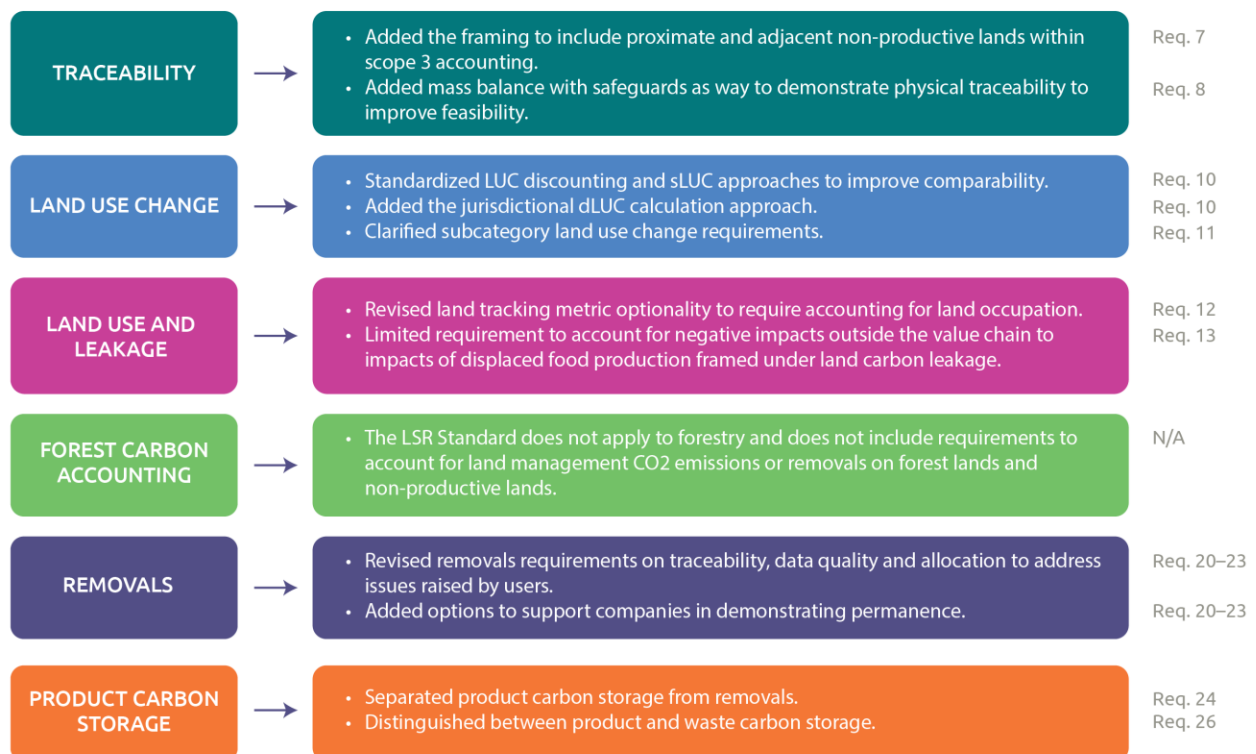 TRACEABILITY
• Added the framing to include proximate and adjacent non-productive lands within
scope 3 accounting.
• Added mass balance with safeguards as way to demonstrate physical traceability to
improve feasibility.
Req. 7
Req. 8
LAND USE CHANGE
• Standardized LUC discounting and sLUC approaches to improve comparability.
• Added the jurisdictional dLUC calculation approach.
• Clarified subcategory land use change requirements.
Req. 10
Req. 10
Req. 11
LAND USE AND
LEAKAGE
• Revised land tracking metric optionality to require accounting for land occupation.
• Limited requirement to account for negative impacts outside the value chain to
impacts of displaced food production framed under land carbon leakage.
Req. 12
Req. 13
FOREST CARBON
ACCOUNTING
• The LSR Standard does not apply to forestry and does not include requirements to
account for land management CO2 emissions or removals on forest lands and
non-productive lands.
N/A
REMOVALS
• Revised removals requirements on traceability, data quality and allocation to address
issues raised by users.
• Added options to support companies in demonstrating permanence.
Req. 20–23
Req. 20–23
PRODUCT CARBON
STORAGE
• Separated product carbon storage from removals.
• Distinguished between product and waste carbon storage.
Req. 24
Req. 26